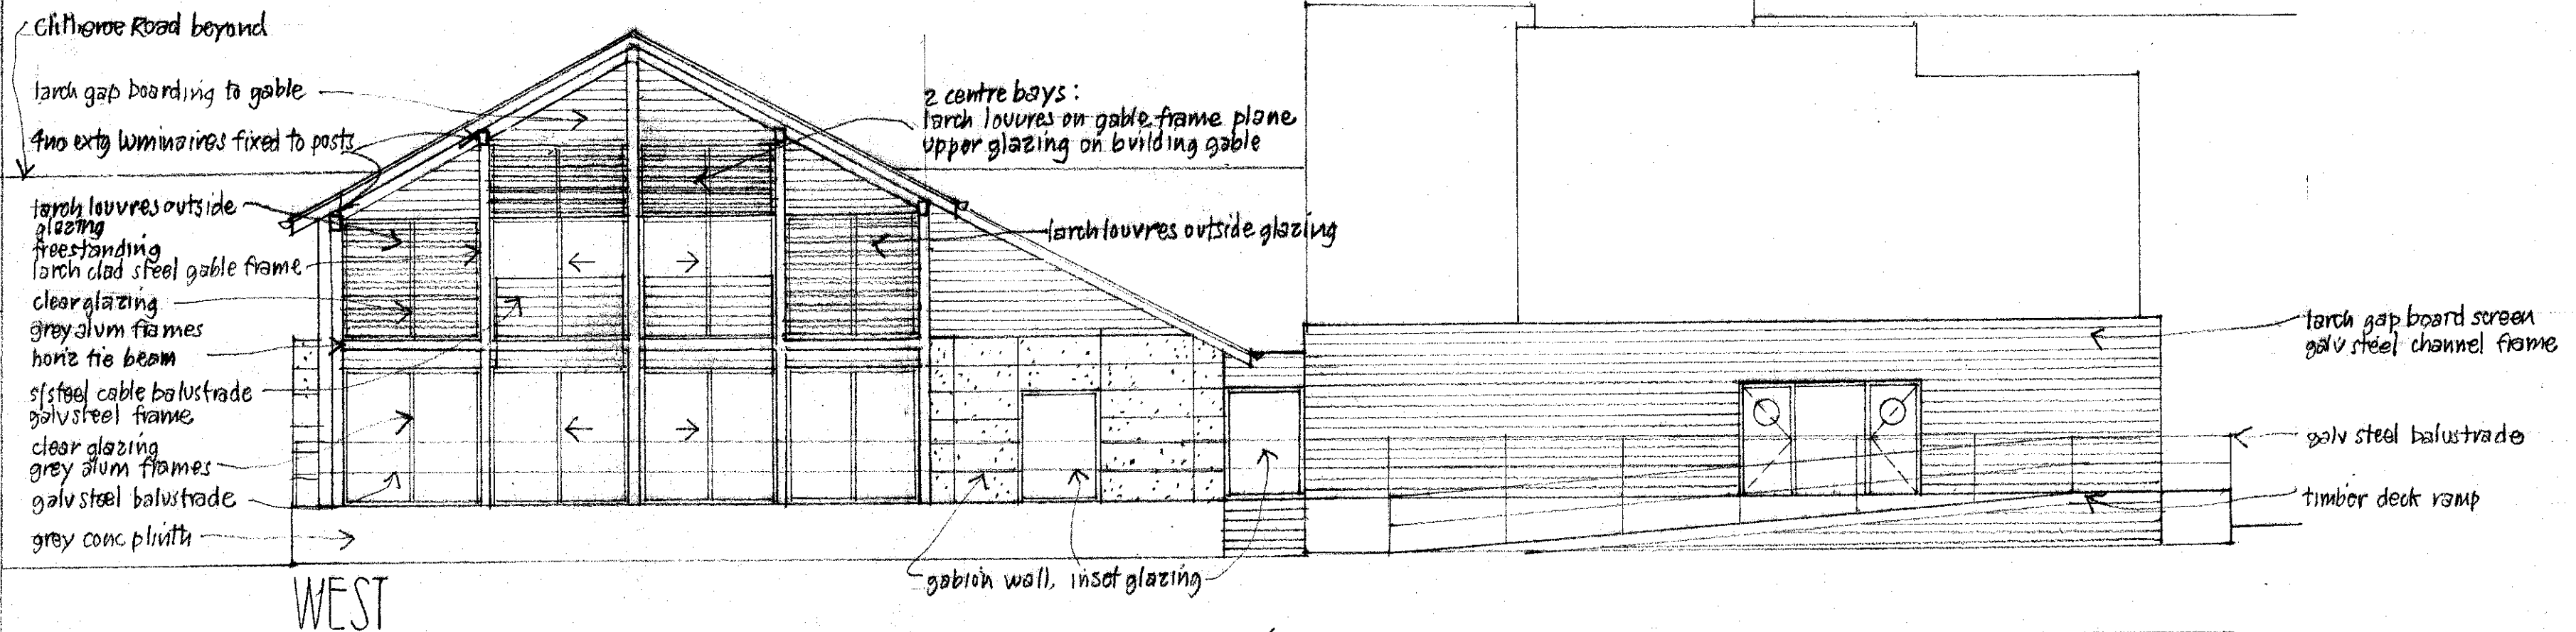 Clitheroe Road beyond
larch gap boarding to gable
4no extg luminaires fixed to posts
larch louvres outside
glazing
freestanding
larch clad steel gable frame
clear glazing
grey alum frames
horiz tie beam
s/steel cable balustrade
galv steel frame
clear glazing
grey alum frames
galv steel balustrade
grey conc plinth
WEST
2 centre bays:
larch louvres on gable frame plane
upper glazing on building gable
larch louvres outside glazing
gabion wall, inset glazing
larch gap board screen
galv steel channel frame
galv steel balustrade
timber deck ramp